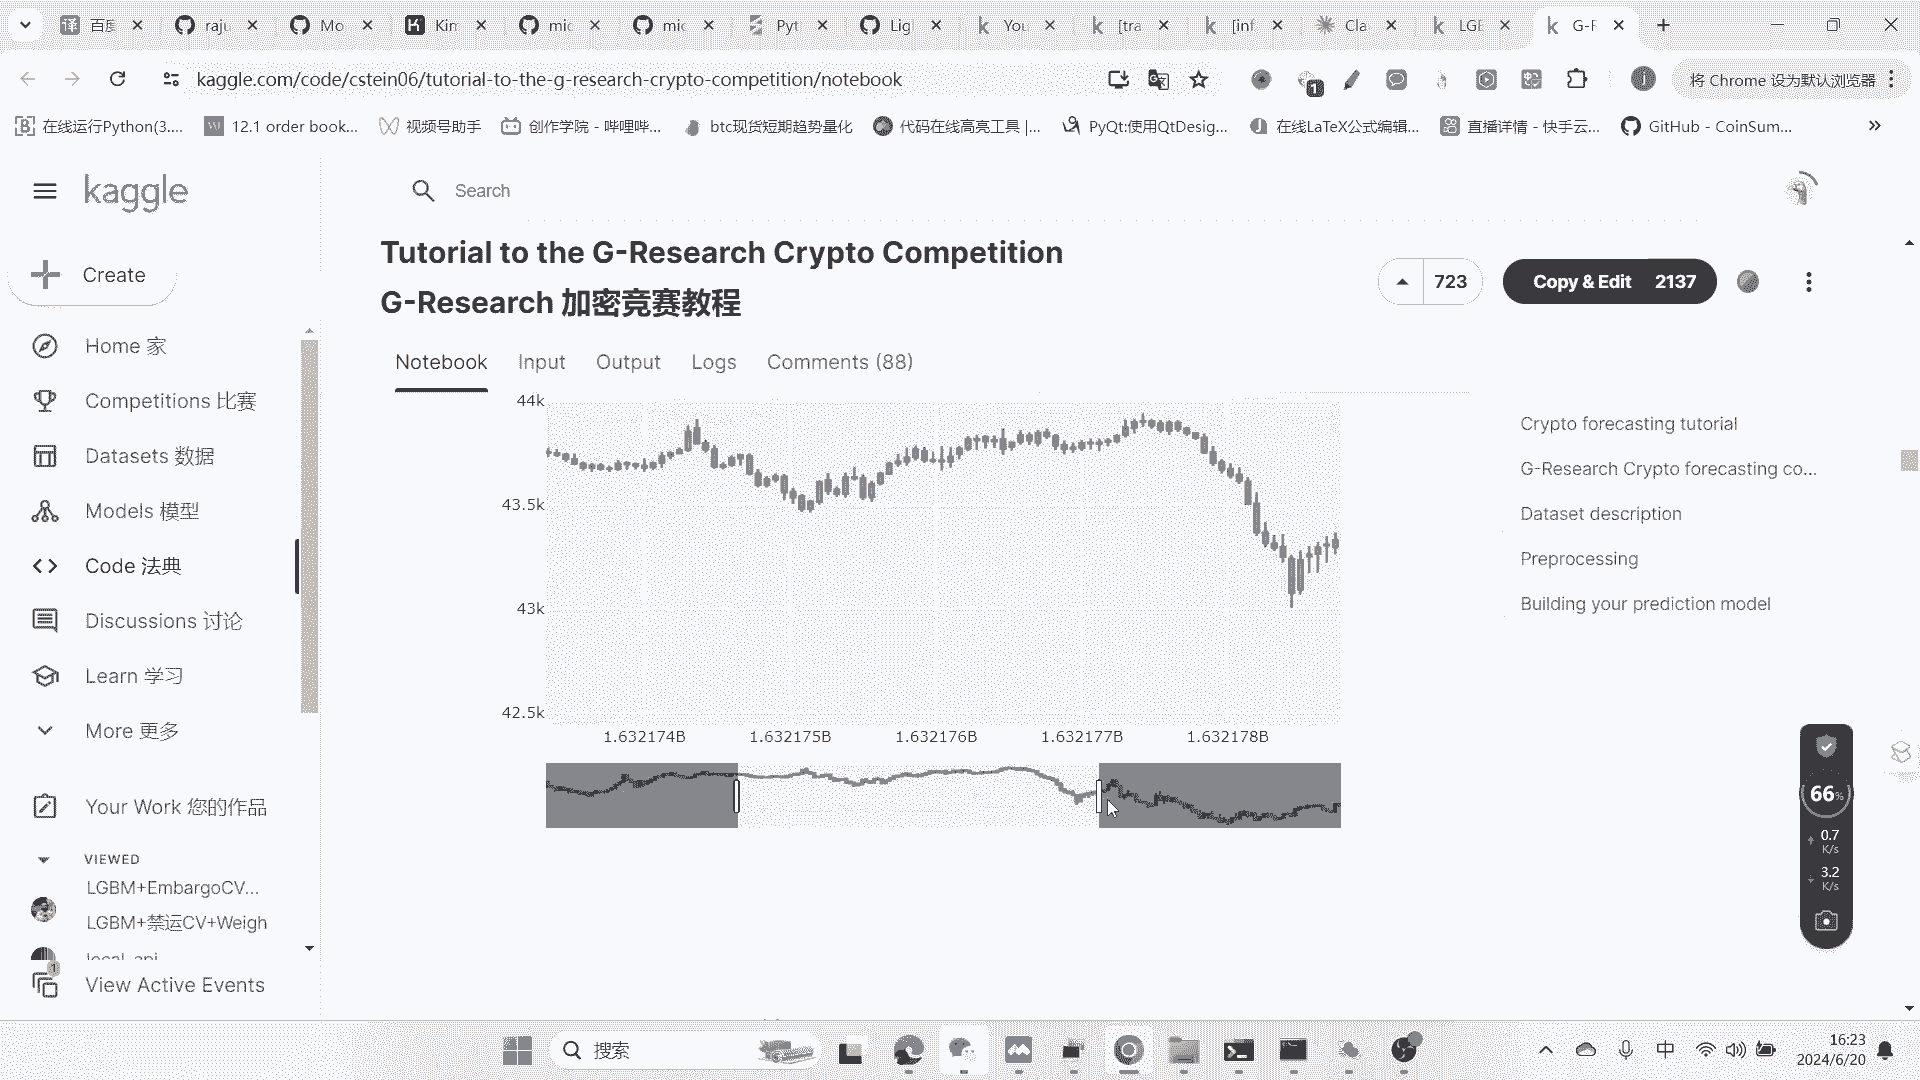 百度
raju
Mo
Kim
mic
mic
Pyt
Lig
You
[tra
[inf
Cla
LGE
G-F
kaggle.com/code/cstein06/tutorial-to-the-g-research-crypto-competition/notebook
1
j
将 Chrome 设为默认浏览器
在线运行Python(3....
12.1 order book...
视频号助手
创作学院 - 哔哩哔...
btc现货短期趋势量化
代码在线高亮工具 |...
PyQt:使用QtDesig...
在线LaTeX公式编辑...
直播详情 - 快手云...
GitHub - CoinSum...
kaggle
Search
Create
Home 家
Competitions 比赛
Datasets 数据
Models 模型
Code 法典
Discussions 讨论
Learn 学习
More 更多
Your Work 您的作品
VIEWED
LGBM+EmbargoCV...
LGBM+禁运CV+Weigh
local_api
1
View Active Events
Tutorial to the G-Research Crypto Competition
G-Research 加密竞赛教程
723
Copy & Edit 2137
Notebook
Input
Output
Logs
Comments (88)
44k
43.5k
43k
42.5k
1.632174B
1.632175B
1.632176B
1.632177B
1.632178B
Crypto forecasting tutorial
G-Research Crypto forecasting co...
Dataset description
Preprocessing
Building your prediction model
66%
0.7
K/s
3.2
K/s
搜索
中
16:23
2024/6/20